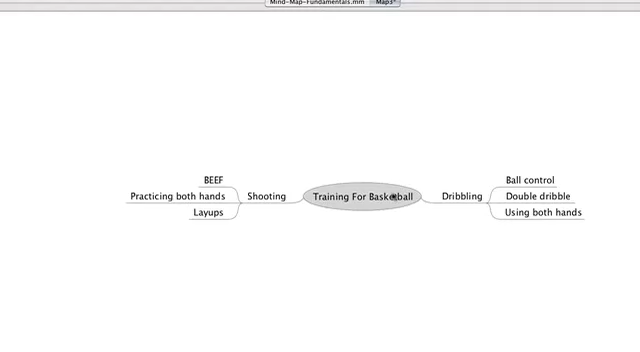 Mind-Map-Fundamentals.mm Map3*
BEEF
Practicing both hands
Layups
Shooting
Training For Basketball
Dribbling
Ball control
Double dribble
Using both hands